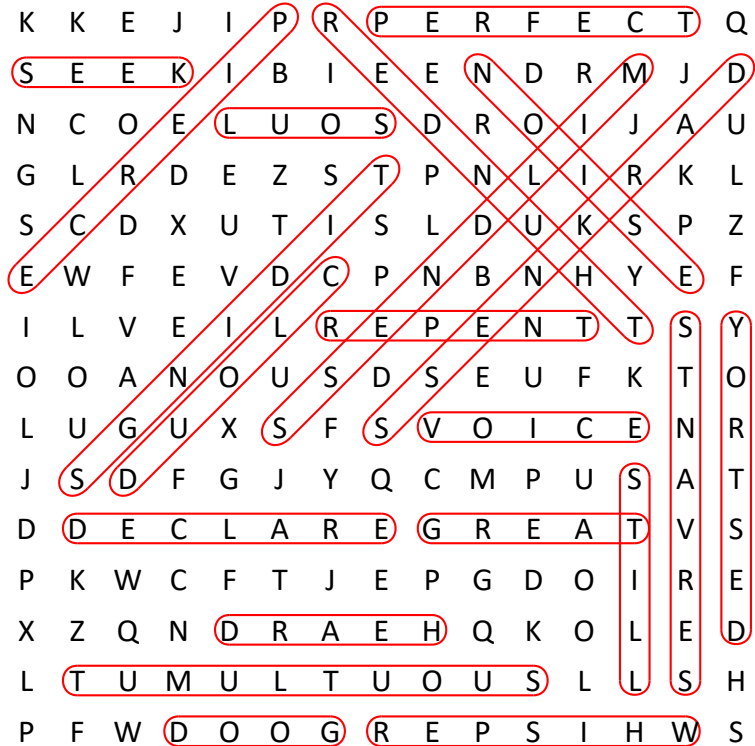 K K E J I P R P E R F E C T Q
S E E K I B I E E N D R M J D
N C O E L U O S D R O I J A U
G L R D E Z S T P N L I R K L
S C D X U T I S L D U K S P Z
E W F E V D C P N B N H Y E F
I L V E I L R E P E N T T S Y
O O A N O U S D S E U F K T O
L U G U X S F S V O I C E N R
J S D F G J Y Q C M P U S A T
D D E C L A R E G R E A T V S
P K W C F T J E P G D O I R E
X Z Q N D R A E H Q K O L E D
L T U M U L T U O U S L L S H
P F W D O O G R E P S I H W S